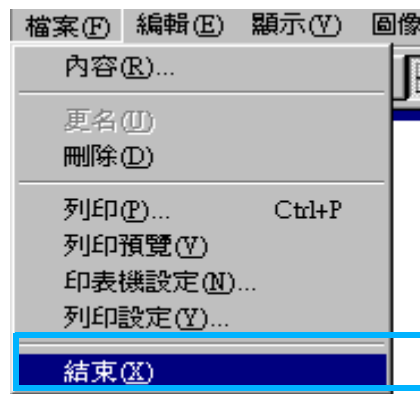 檔案(F) 編輯(E) 顯示(V) 圖像
內容(R)...
更名(U)
刪除(D)
列印(P)... Ctrl+P
列印預覽(V)
印表機設定(N)...
列印設定(Y)...
結束(X)